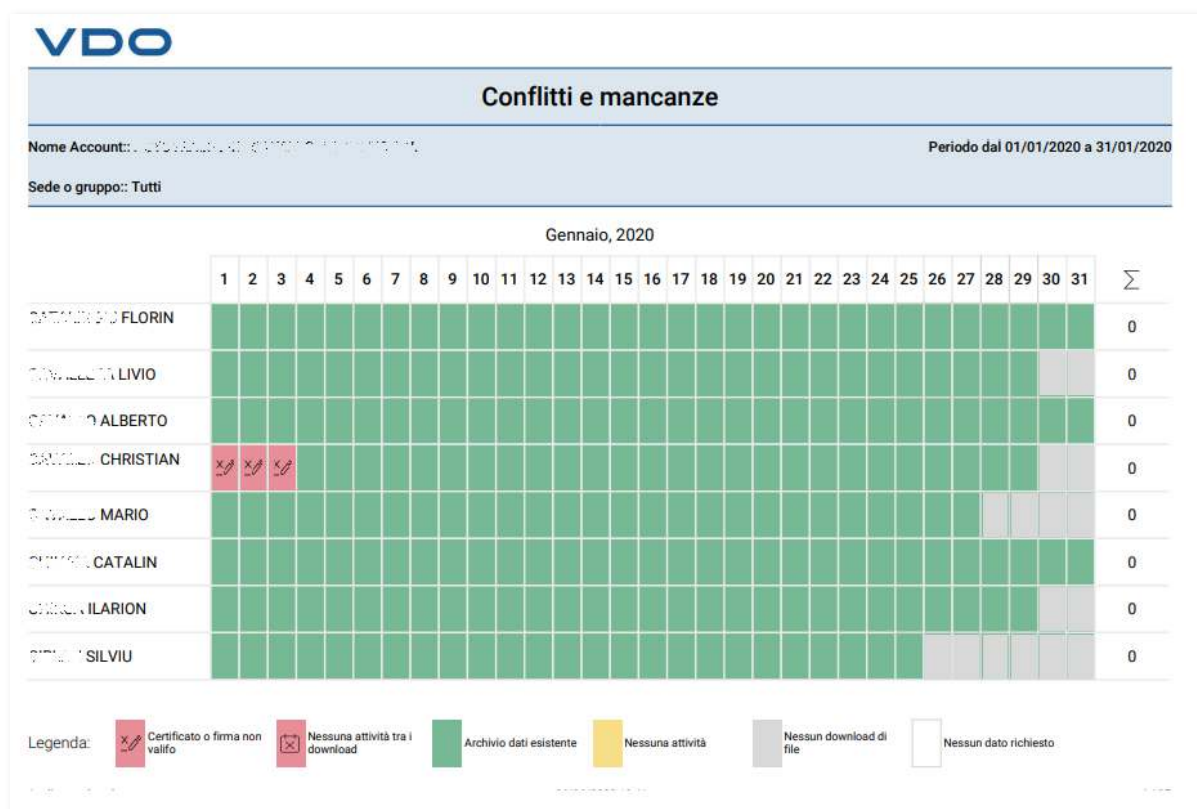 VDO
Conflitti e mancanze
Nome Account::
Periodo dal 01/01/2020 a 31/01/2020
Sede o gruppo:: Tutti
Gennaio, 2020
1 2 3 4 5 6 7 8 9 10 11 12 13 14 15 16 17 18 19 20 21 22 23 24 25 26 27 28 29 30 31 Σ
FLORIN 0
LIVIO 0
ALBERTO 0
CHRISTIAN 0
MARIO 0
CATALIN 0
ILARION 0
SILVIU 0
Legenda:
Certificato o firma non
valifo
Nessuna attività tra i
download
Archivio dati esistente
Nessuna attività
Nessun download di
file
Nessun dato richiesto